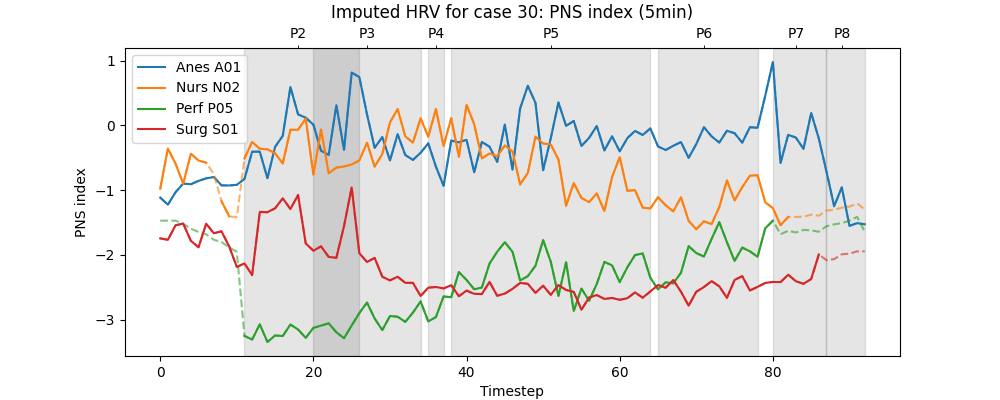 Imputed HRV for case 30: PNS index (5min)
P2 P3 P4 P5 P6 P7 P8
Anes A01
Nurs N02
Perf P05
Surg S01
1
0
−1
−2
−3
PNS index
0 20 40 60 80
Timestep